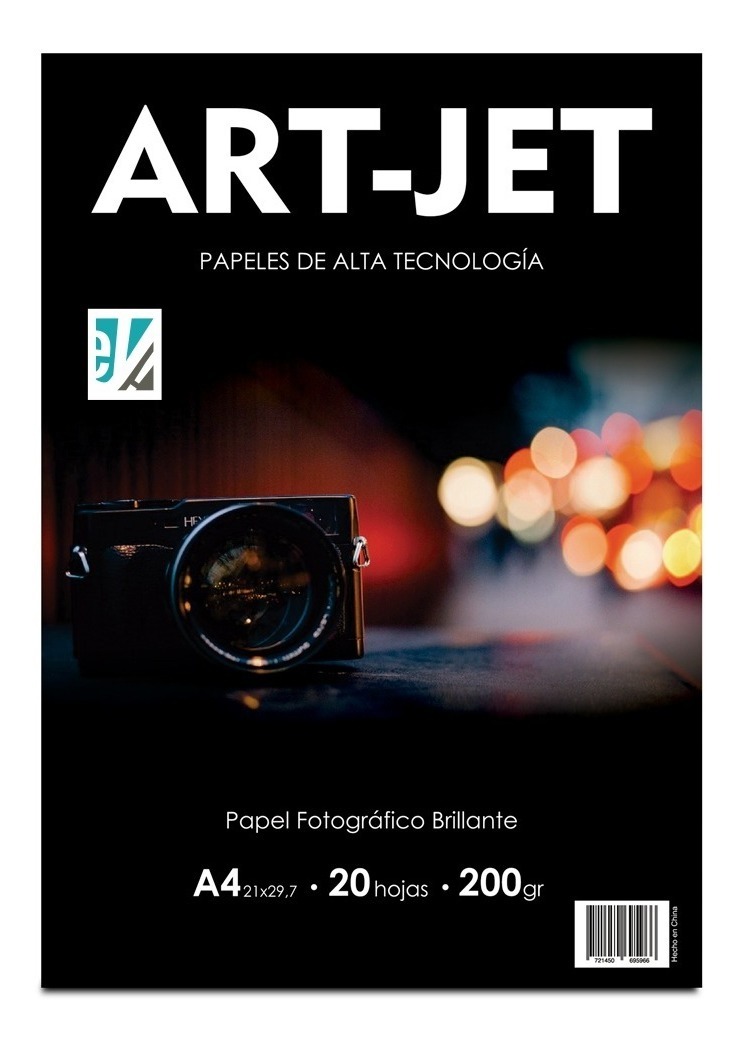 ART-JET
PAPELES DE ALTA TECNOLOGÍA
Papel Fotográfico Brillante
A4 21x29,7 • 20 hojas • 200gr
721450 695966
Hecho en China